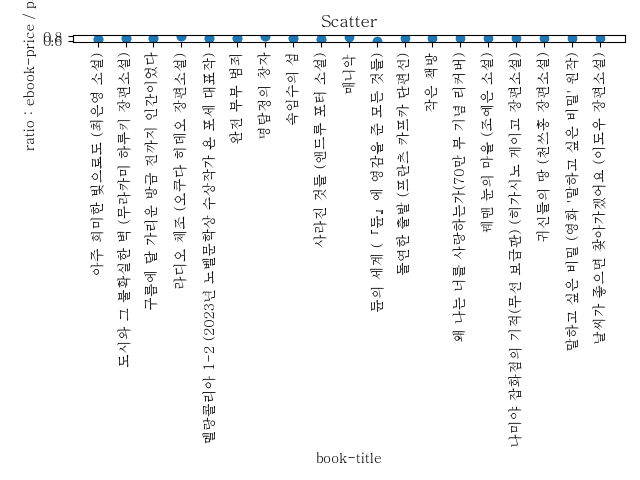 Scatter
ratio : ebook-price / p
0.8
0.6
아주 희미한 빛으로도 (최은영 소설)
도시와 그 불확실한 벽 (무라카미 하루키 장편소설)
구름에 달 가리운 방금 전까지 인간이었다
라디오 체조 (오쿠다 히데오 장편소설)
멜랑콜리아 1-2 (2023년 노벨문학상 수상작가 욘 포세 대표작)
완전 부부 범죄
명탐정의 창자
속임수의 섬
사라진 것들 (앤드루 포터 소설)
매니악
듄의 세계 (『듄』에 영감을 준 모든 것들)
돌연한 출발 (프란츠 카프카 단편선)
작은 책방
왜 나는 너를 사랑하는가(70만 부 기념 리커버)
폐맨 눈의 마을 (조예은 소설)
나미야 잡화점의 기적(무선 보급판) (히가시노 게이고 장편소설)
귀신들의 땅 (천쓰홍 장편소설)
말하고 싶은 비밀 (영화 '말하고 싶은 비밀' 원작)
날씨가 좋으면 찾아가겠어요 (이도우 장편소설)
book-title